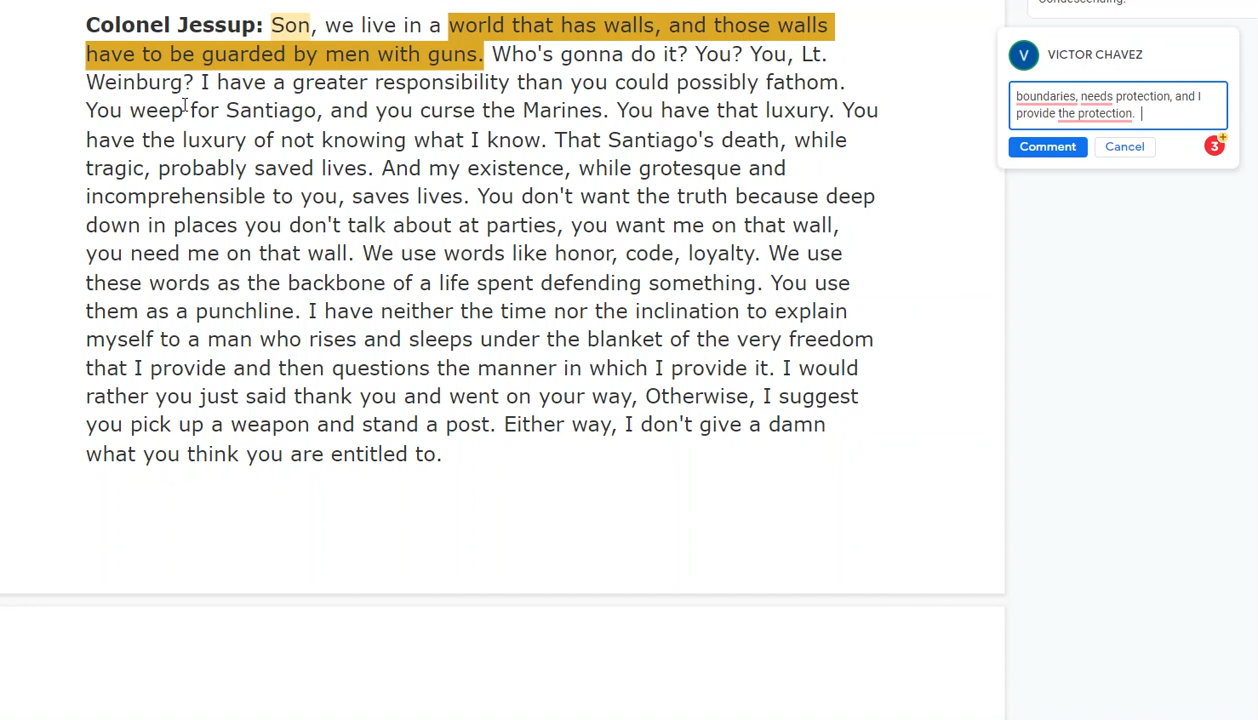 Condescending.
Colonel Jessup: Son, we live in a world that has walls, and those walls
have to be guarded by men with guns. Who's gonna do it? You? You, Lt.
Weinburg? I have a greater responsibility than you could possibly fathom.
You weep for Santiago, and you curse the Marines. You have that luxury. You
have the luxury of not knowing what I know. That Santiago's death, while
tragic, probably saved lives. And my existence, while grotesque and
incomprehensible to you, saves lives. You don't want the truth because deep
down in places you don't talk about at parties, you want me on that wall,
you need me on that wall. We use words like honor, code, loyalty. We use
these words as the backbone of a life spent defending something. You use
them as a punchline. I have neither the time nor the inclination to explain
myself to a man who rises and sleeps under the blanket of the very freedom
that I provide and then questions the manner in which I provide it. I would
rather you just said thank you and went on your way, Otherwise, I suggest
you pick up a weapon and stand a post. Either way, I don't give a damn
what you think you are entitled to.
V VICTOR CHAVEZ
boundaries, needs protection, and I
provide the protection.
Comment Cancel 3